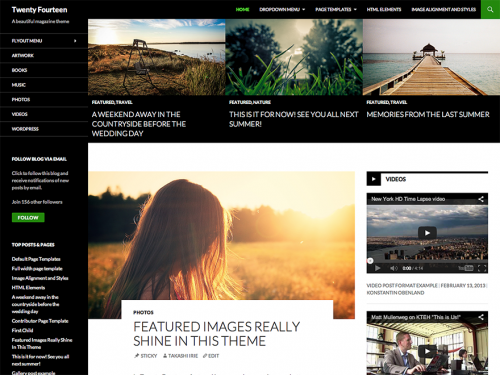 Twenty Fourteen
A beautiful magazine theme
HOME
DROPDOWN MENU
PAGE TEMPLATES
HTML ELEMENTS
IMAGE ALIGNMENT AND STYLES
FLYOUT MENU
ARTWORK
BOOKS
MUSIC
PHOTOS
VIDEOS
WORDPRESS
FOLLOW BLOG VIA EMAIL
Click to follow this blog and
receive notifications of new
posts by email.
Join 156 other followers
FOLLOW
TOP POSTS & PAGES
Default Page Templates
Full width page template
Image Alignment and Styles
HTML Elements
A weekend away in the
countryside before the
wedding day
Contributor Page Template
First Child
Featured Images Really
Shine In This Theme
This is it for now! See you all
next summer!
Gallery post example
FEATURED, TRAVEL
A WEEKEND AWAY IN THE
COUNTRYSIDE BEFORE THE
WEDDING DAY
FEATURED, NATURE
THIS IS IT FOR NOW! SEE YOU ALL NEXT
SUMMER!
FEATURED, TRAVEL
MEMORIES FROM THE LAST SUMMER
PHOTOS
FEATURED IMAGES REALLY
SHINE IN THIS THEME
STICKY
TAKASHI IRIE
EDIT
VIDEOS
New York HD Time Lapse video
0:00 / 4:14
YouTube
VIDEO POST FORMAT EXAMPLE | FEBRUARY 13, 2013 |
KONSTANTIN OBENLAND
Matt Mullenweg on KTEH "This is Us!"